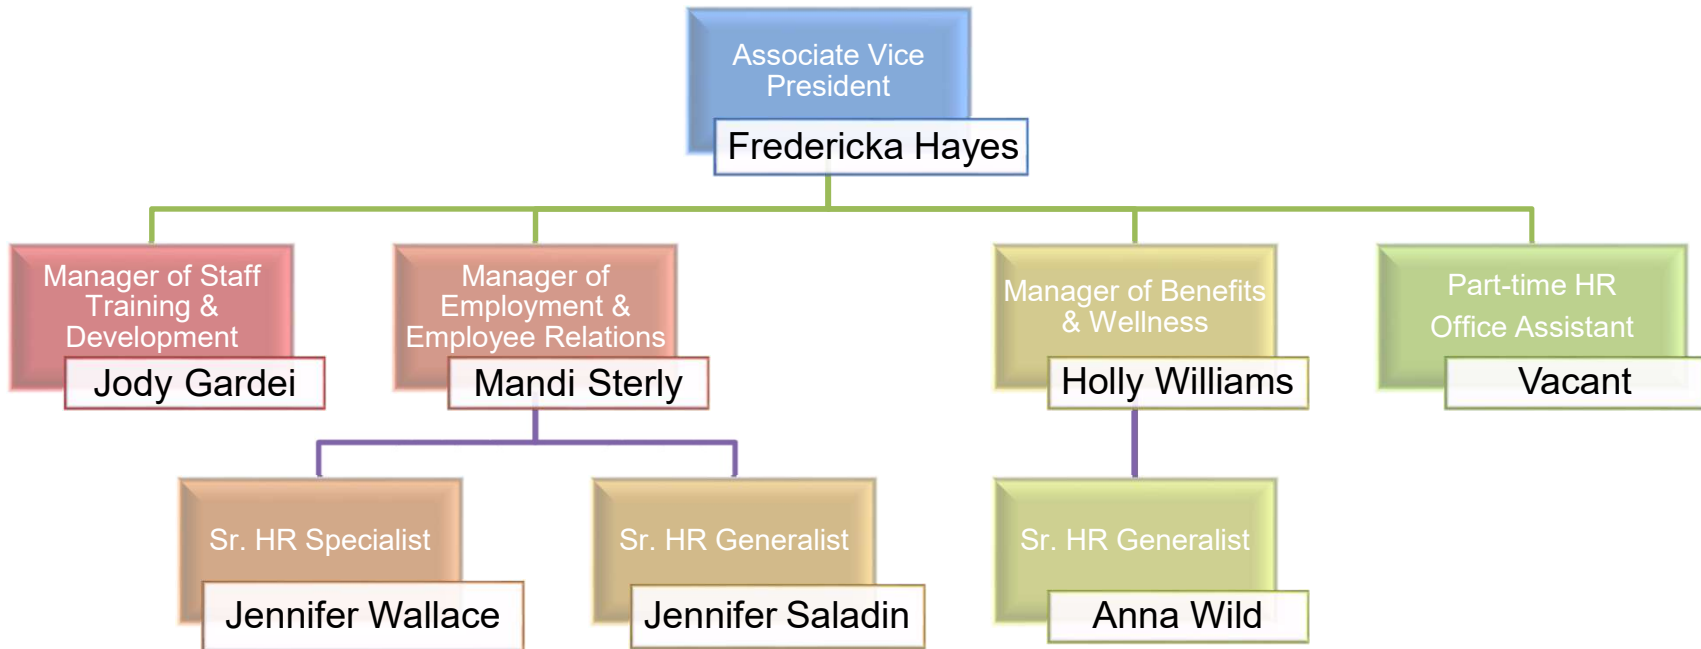 Associate Vice
President
Fredericka Hayes
Manager of Staff
Training &
Development
Jody Gardei
Manager of
Employment &
Employee Relations
Mandi Sterly
Manager of Benefits
& Wellness
Holly Williams
Part-time HR
Office Assistant
Vacant
Sr. HR Specialist
Jennifer Wallace
Sr. HR Generalist
Jennifer Saladin
Sr. HR Generalist
Anna Wild